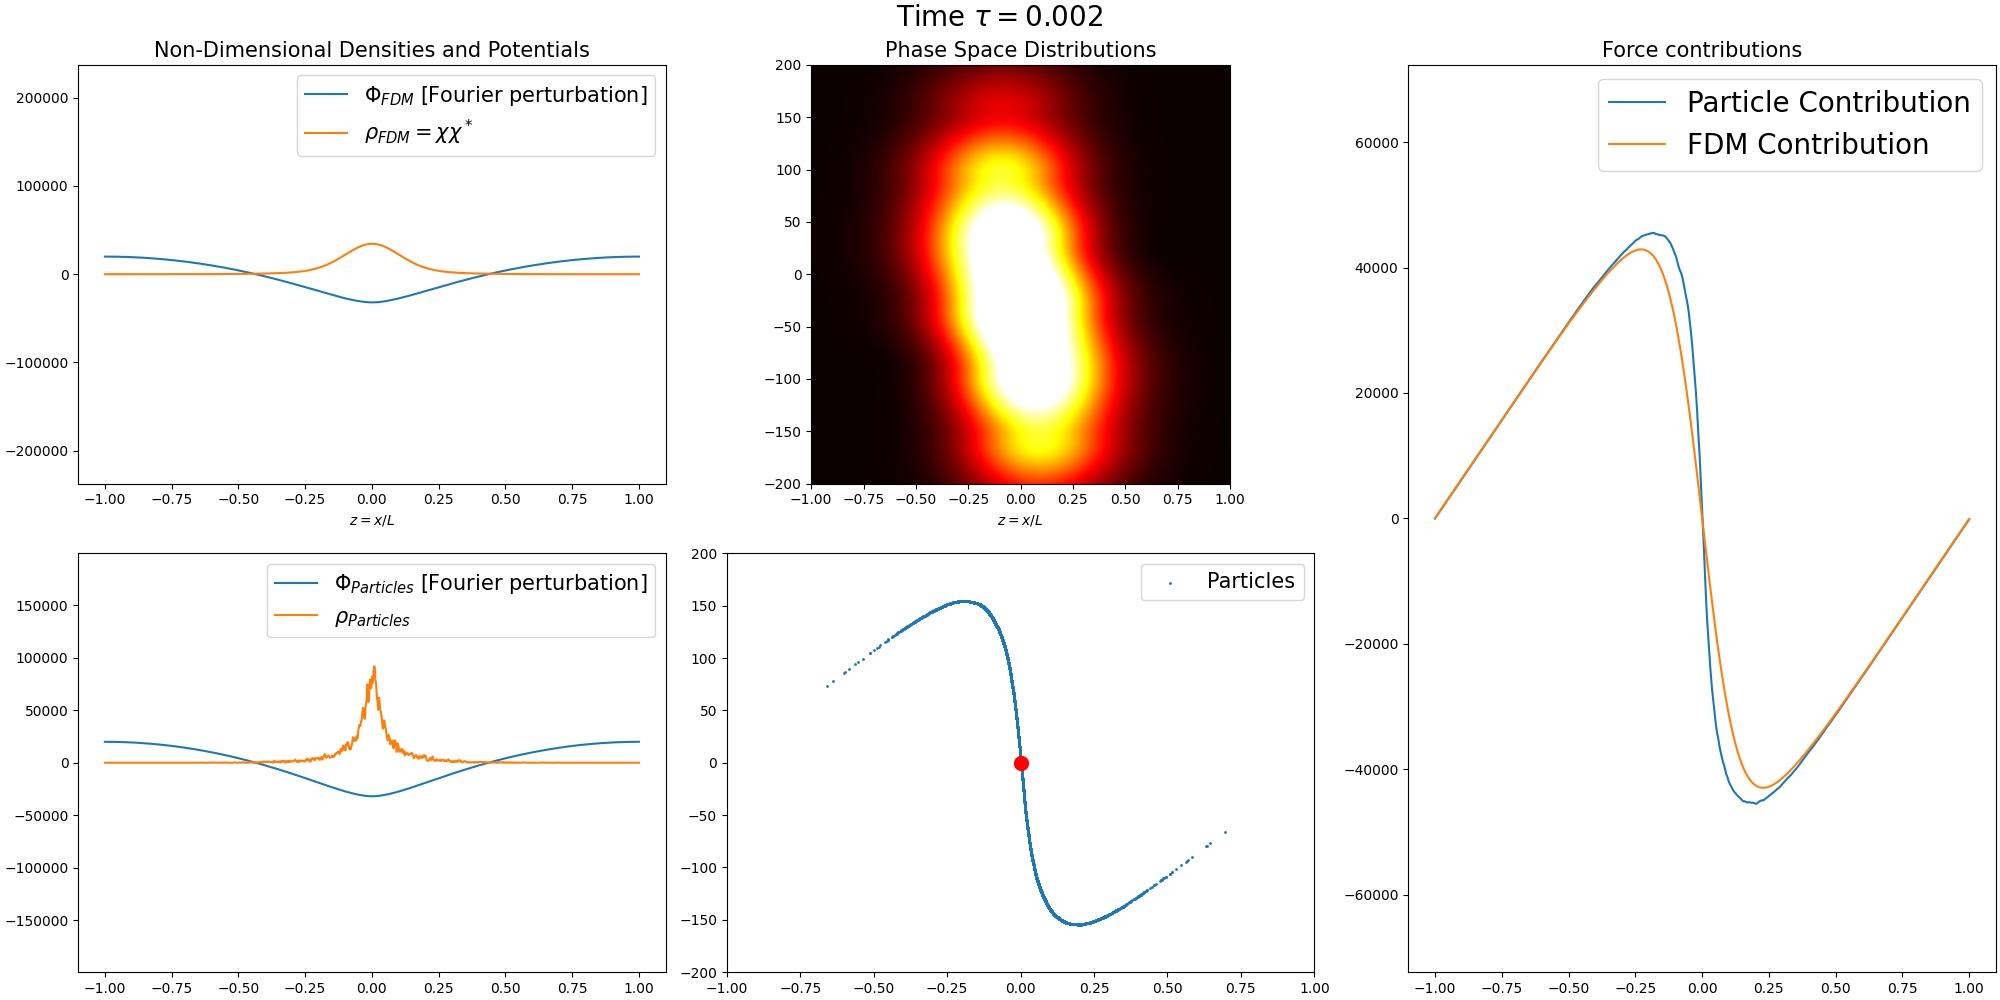 Time τ = 0.002
Non-Dimensional Densities and Potentials
Φ_FDM [Fourier perturbation]
ρ_FDM = χχ*
200000
100000
0
−100000
−200000
−1.00 −0.75 −0.50 −0.25 0.00 0.25 0.50 0.75 1.00
z = x/L
Phase Space Distributions
200
150
100
50
0
−50
−100
−150
−200
−1.00 −0.75 −0.50 −0.25 0.00 0.25 0.50 0.75 1.00
z = x/L
Force contributions
Particle Contribution
FDM Contribution
60000
40000
20000
0
−20000
−40000
−60000
−1.00 −0.75 −0.50 −0.25 0.00 0.25 0.50 0.75 1.00
Φ_Particles [Fourier perturbation]
ρ_Particles
150000
100000
50000
0
−50000
−100000
−150000
−1.00 −0.75 −0.50 −0.25 0.00 0.25 0.50 0.75 1.00
Particles
200
150
100
50
0
−50
−100
−150
−200
−1.00 −0.75 −0.50 −0.25 0.00 0.25 0.50 0.75 1.00